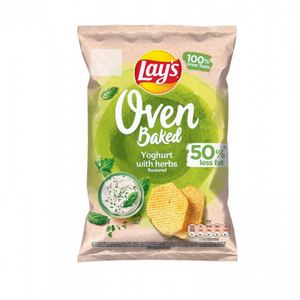 Lay's
100%
Great Taste
Oven
Baked
Yoghurt
with herbs
flavoured
50%*
less fat